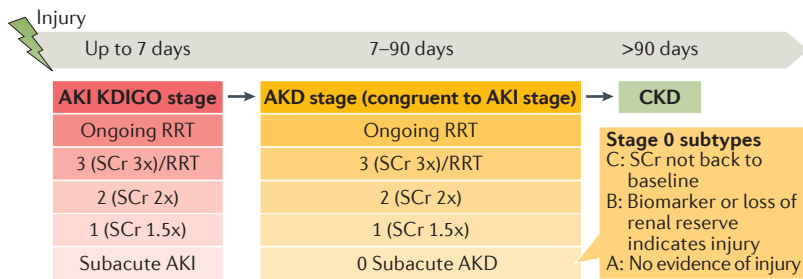 Injury
Up to 7 days
7–90 days
>90 days
AKI KDIGO stage
AKD stage (congruent to AKI stage)
CKD
Ongoing RRT
Ongoing RRT
3 (SCr 3x)/RRT
3 (SCr 3x)/RRT
2 (SCr 2x)
2 (SCr 2x)
1 (SCr 1.5x)
1 (SCr 1.5x)
Subacute AKI
0 Subacute AKD
Stage 0 subtypes
C: SCr not back to
baseline
B: Biomarker or loss of
renal reserve
indicates injury
A: No evidence of injury